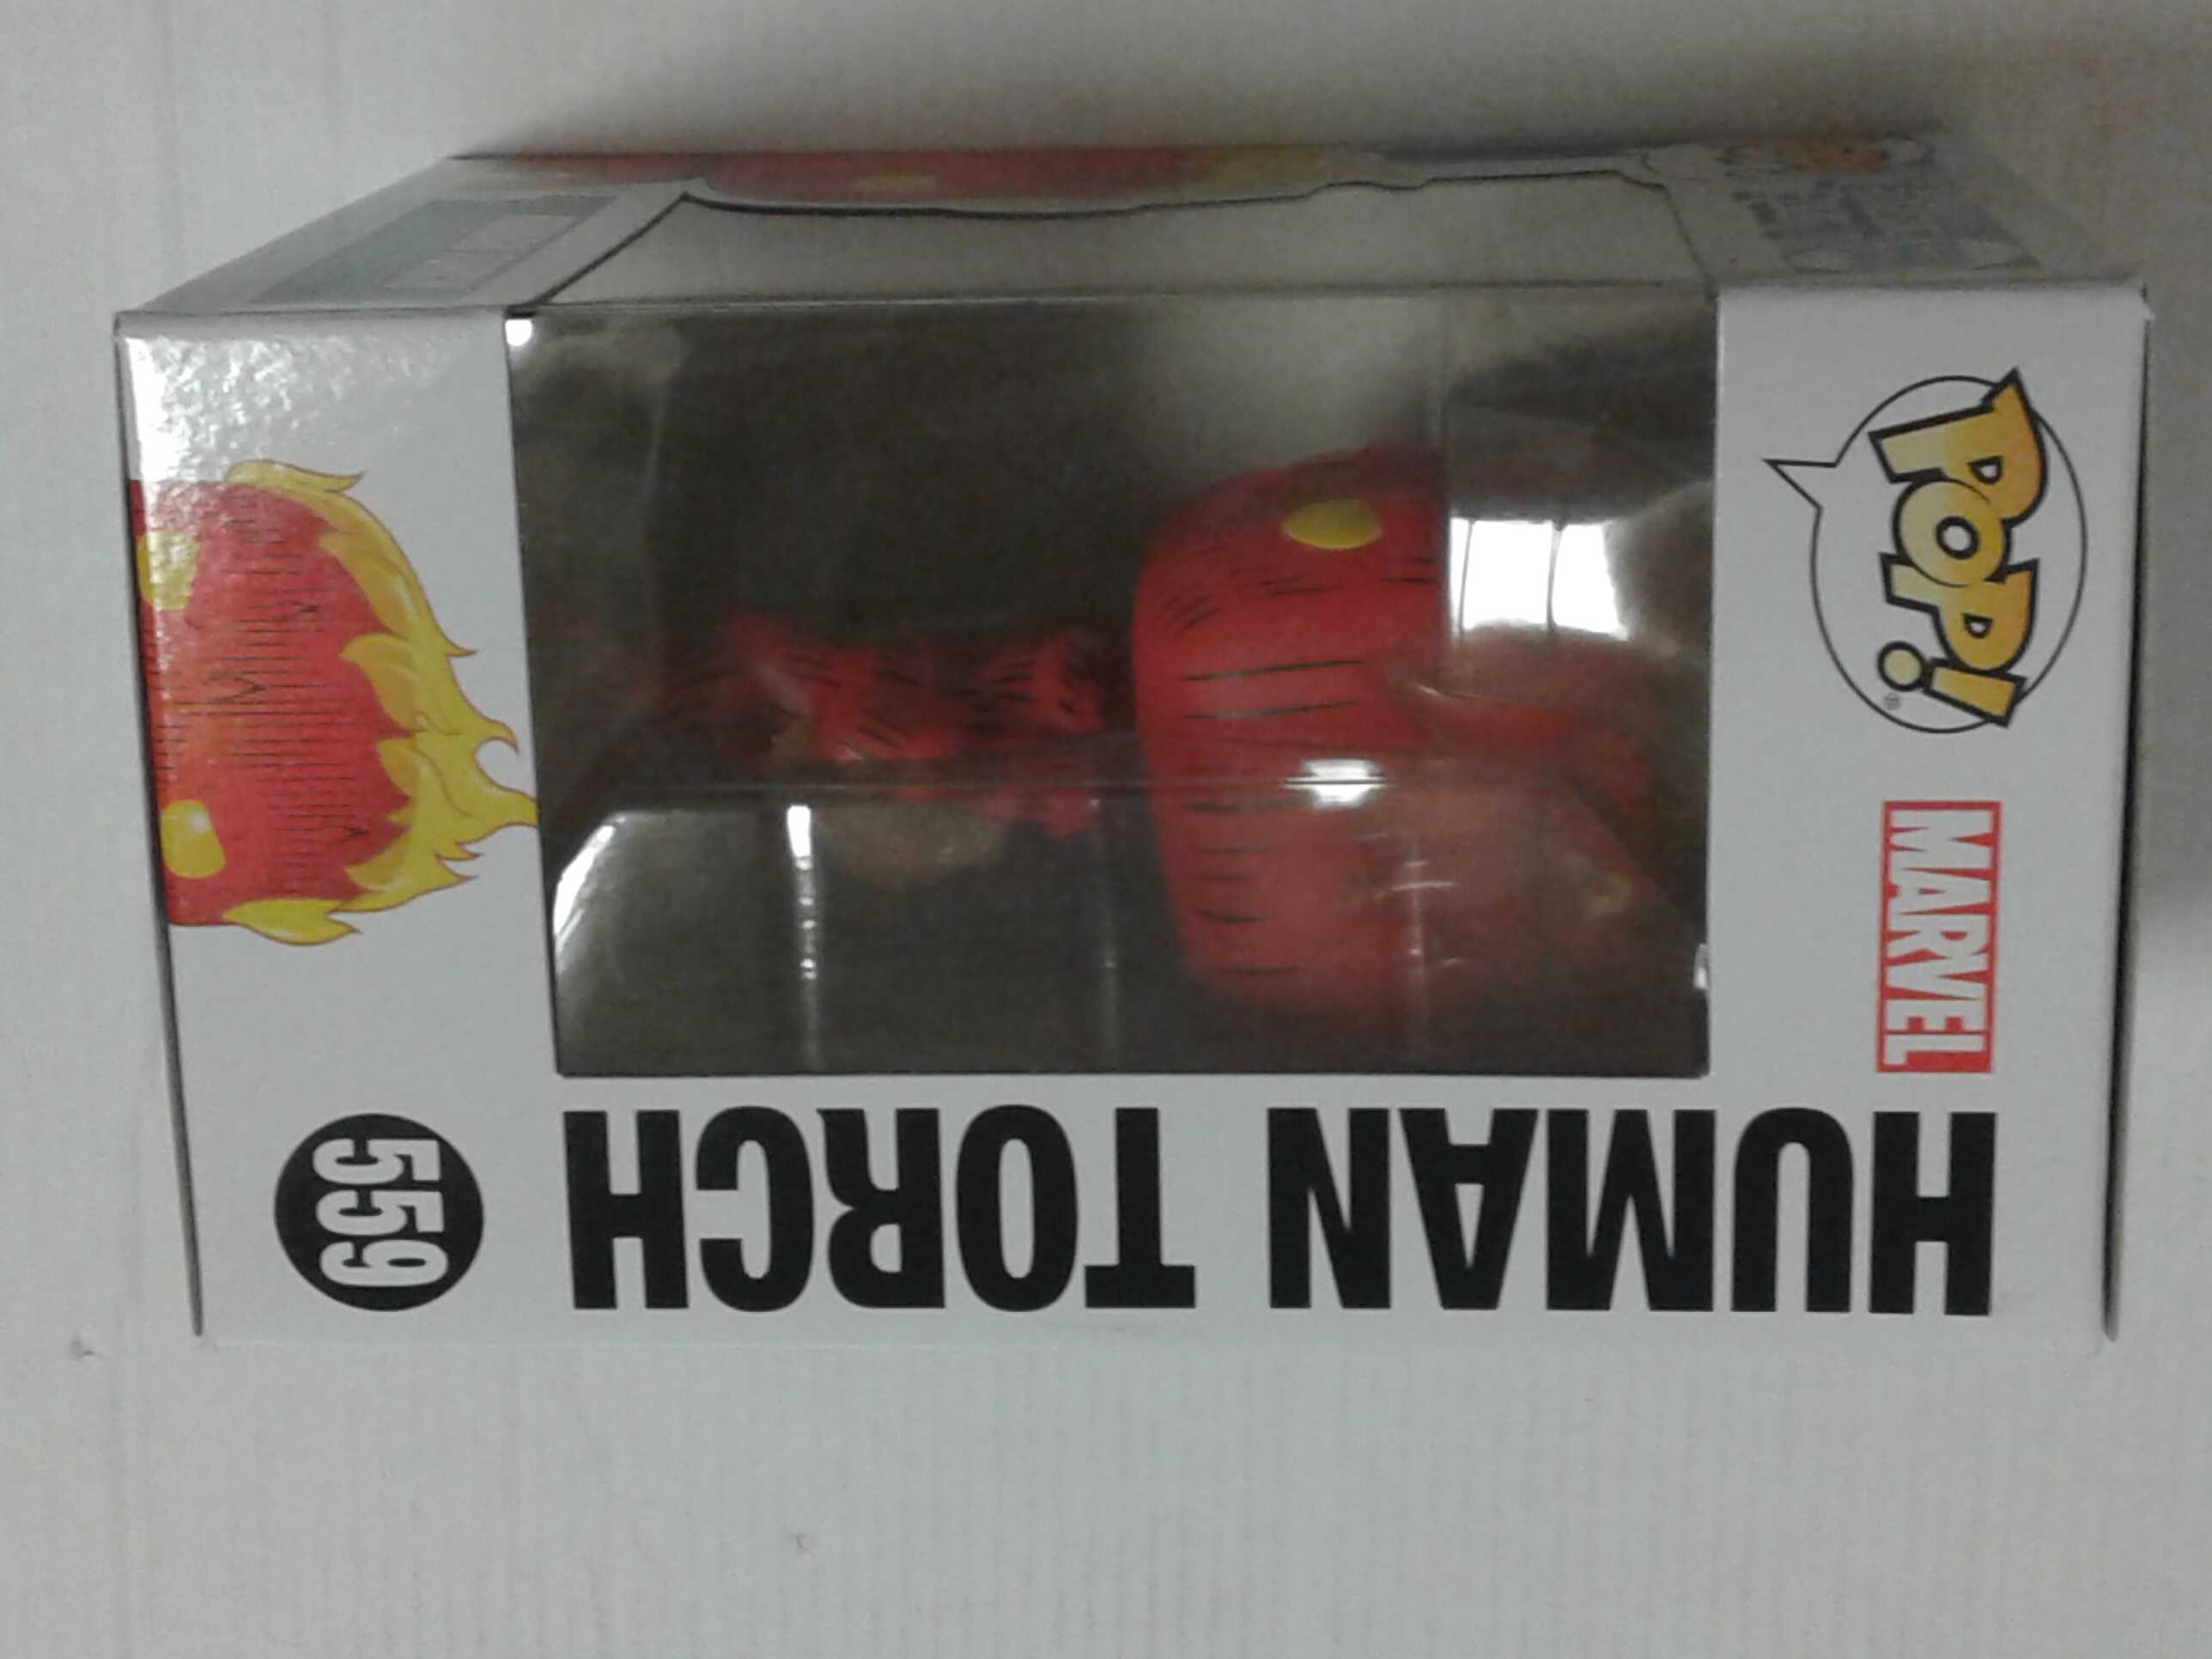 POP!®
MARVEL
HUMAN TORCH
559